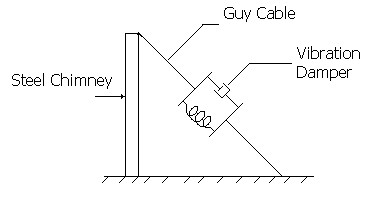 Guy Cable
Vibration
Damper
Steel Chimney